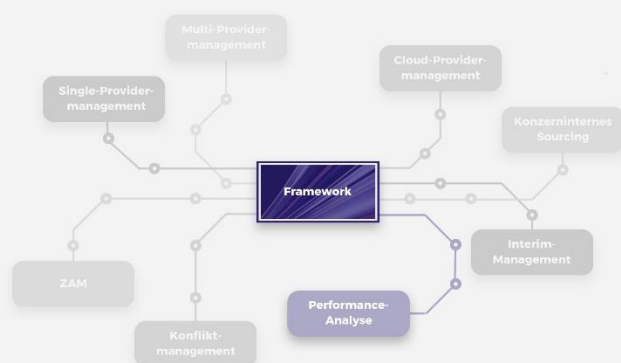 Multi-Provider-
management
Cloud-Provider-
management
Single-Provider-
management
Konzerninternes
Sourcing
Framework
Interim-
Management
ZAM
Performance-
Analyse
Konflikt-
management